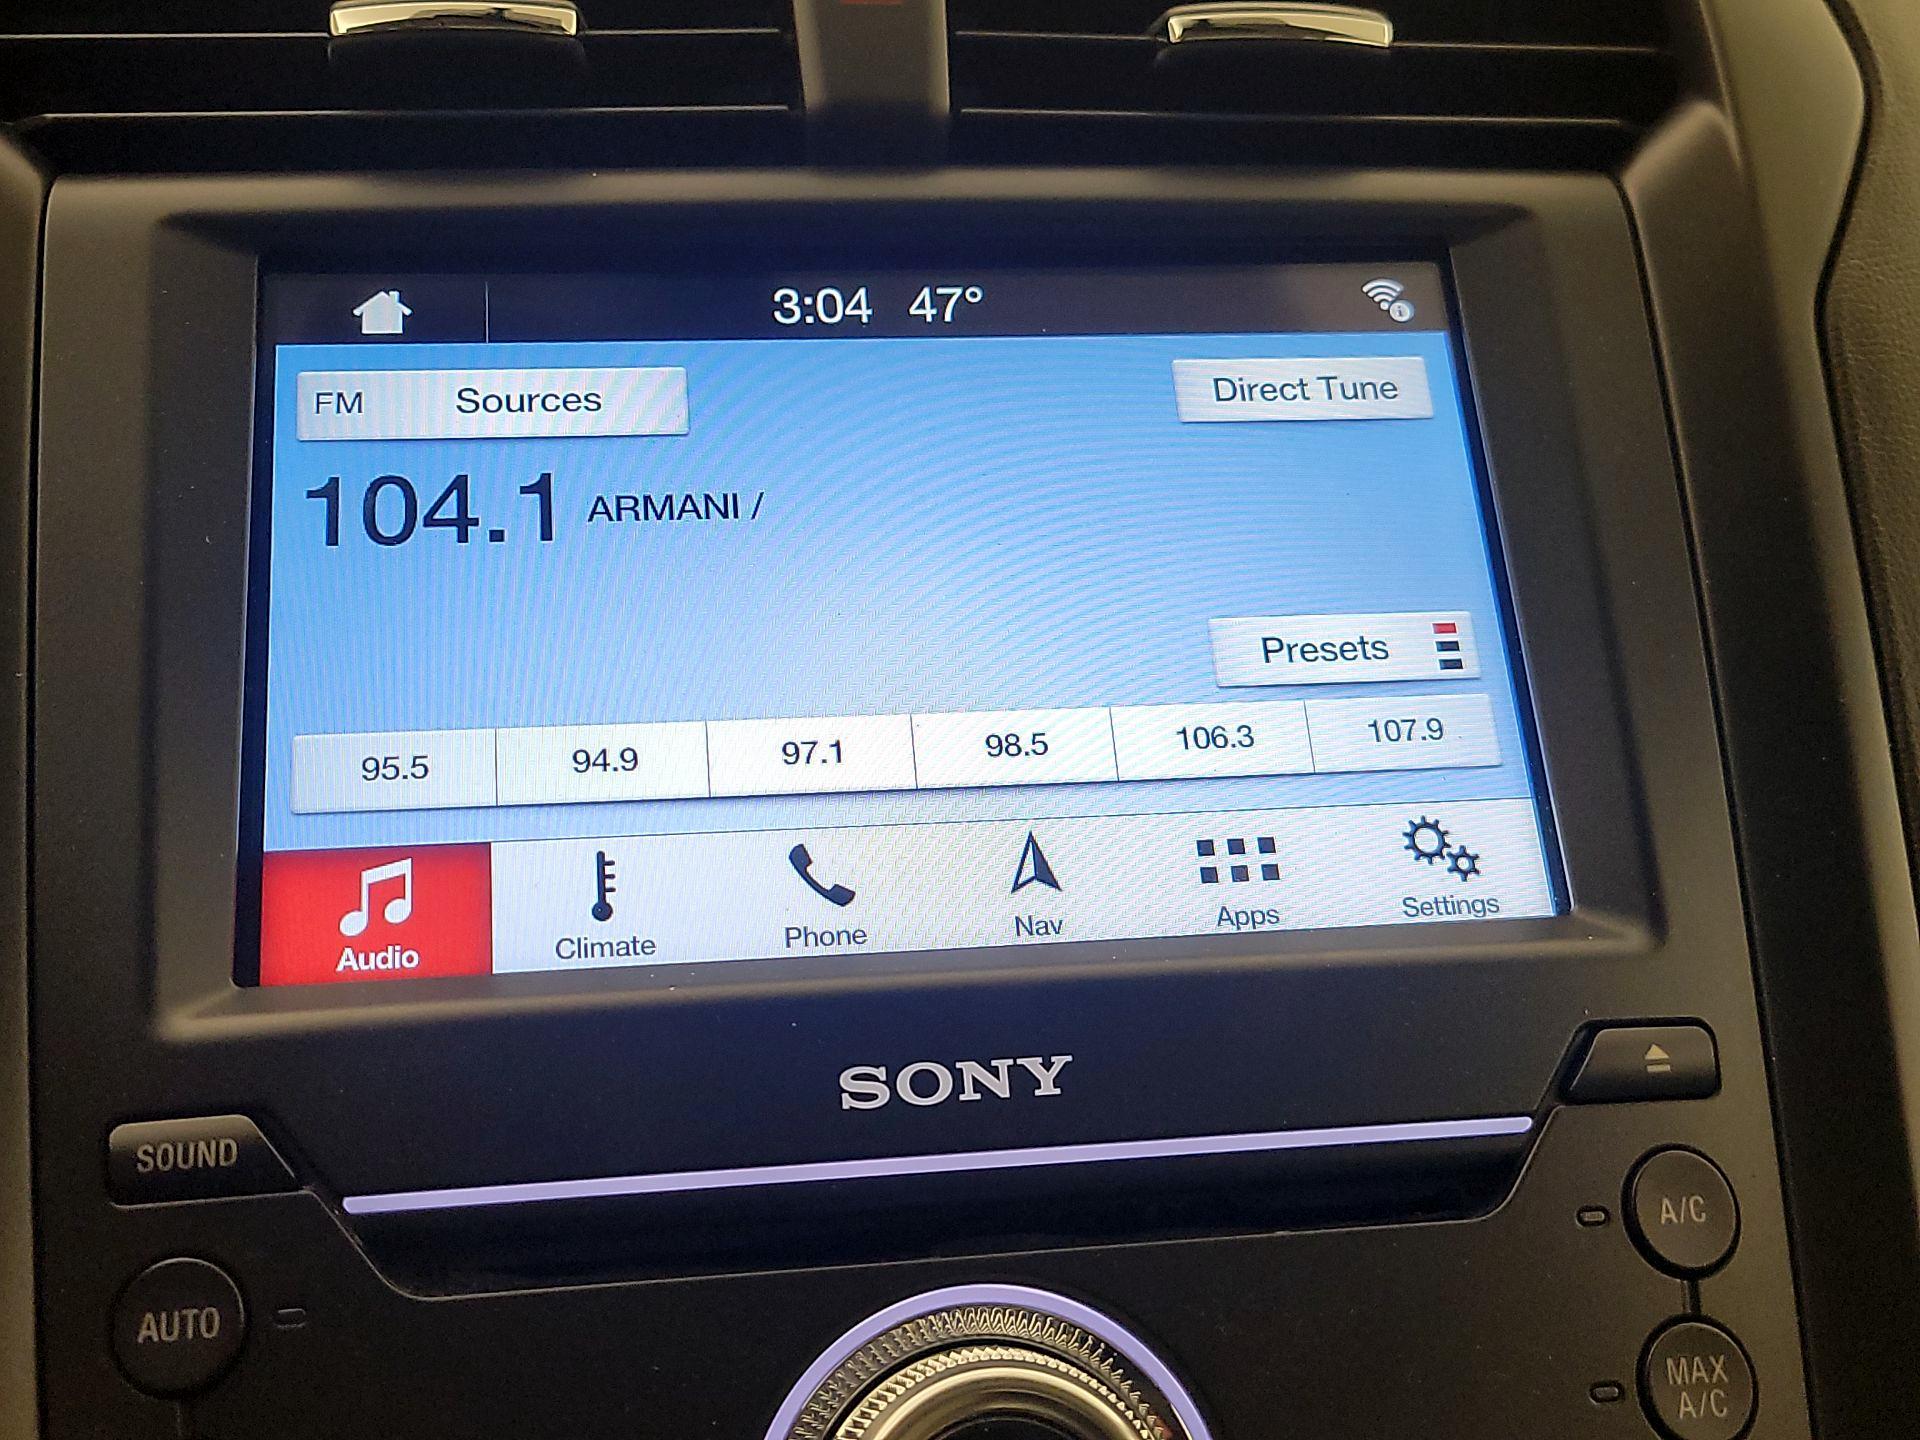 3:04 47°
FM Sources
Direct Tune
104.1 ARMANI /
Presets
95.5 94.9 97.1 98.5 106.3 107.9
Audio Climate Phone Nav Apps Settings
SONY
SOUND
A/C
AUTO
MAX
A/C